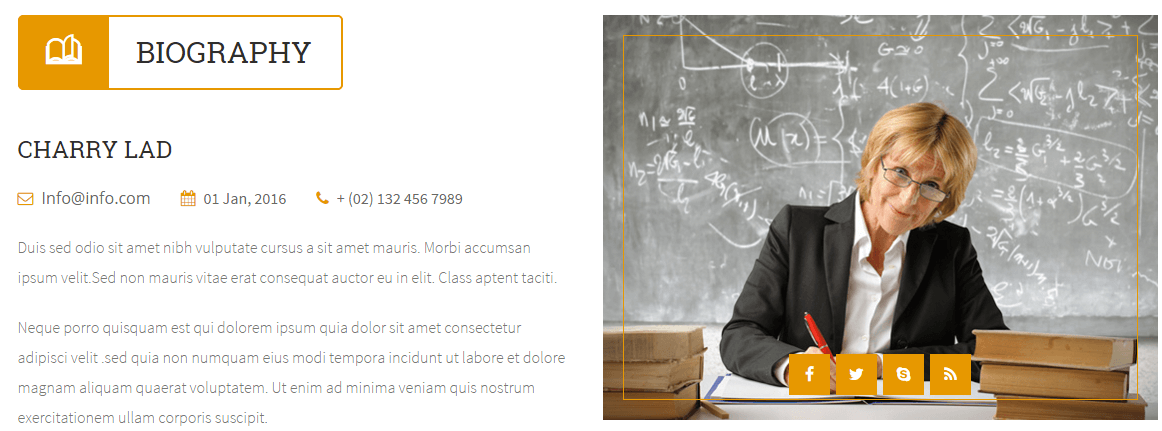 BIOGRAPHY
CHARRY LAD
Info@info.com 01 Jan, 2016 + (02) 132 456 7989
Duis sed odio sit amet nibh vulputate cursus a sit amet mauris. Morbi accumsan
ipsum velit.Sed non mauris vitae erat consequat auctor eu in elit. Class aptent taciti.
Neque porro quisquam est qui dolorem ipsum quia dolor sit amet consectetur
adipisci velit .sed quia non numquam eius modi tempora incidunt ut labore et dolore
magnam aliquam quaerat voluptatem. Ut enim ad minima veniam quis nostrum
exercitationem ullam corporis suscipit.